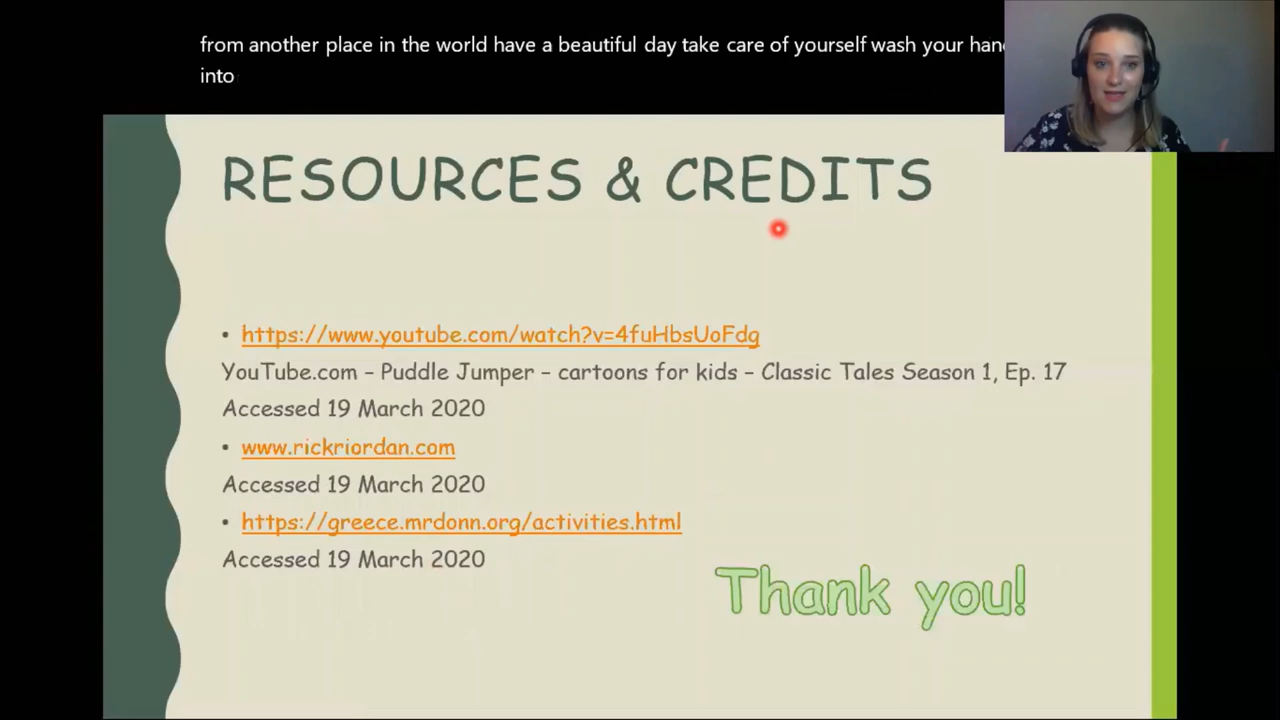 from another place in the world have a beautiful day take care of yourself wash your
into
RESOURCES & CREDITS
• https://www.youtube.com/watch?v=4fuHbsUoFdg
YouTube.com – Puddle Jumper – cartoons for kids – Classic Tales Season 1, Ep. 17
Accessed 19 March 2020
• www.rickriordan.com
Accessed 19 March 2020
• https://greece.mrdonn.org/activities.html
Accessed 19 March 2020
Thank you!